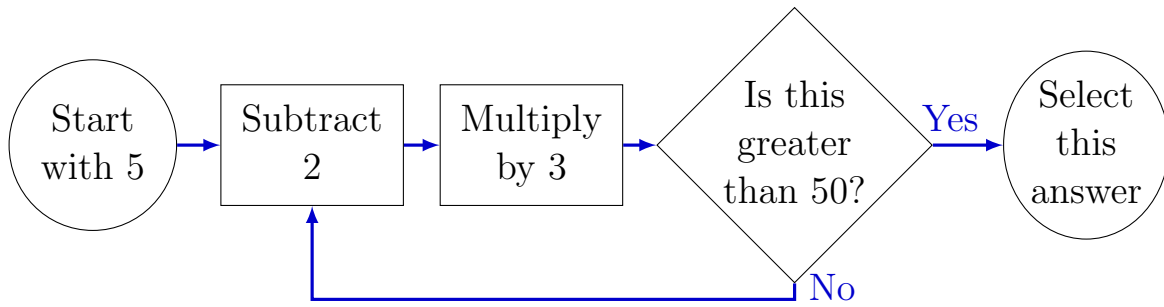 Start
with 5
Subtract
2
Multiply
by 3
Is this
greater
than 50?
Yes
No
Select
this
answer